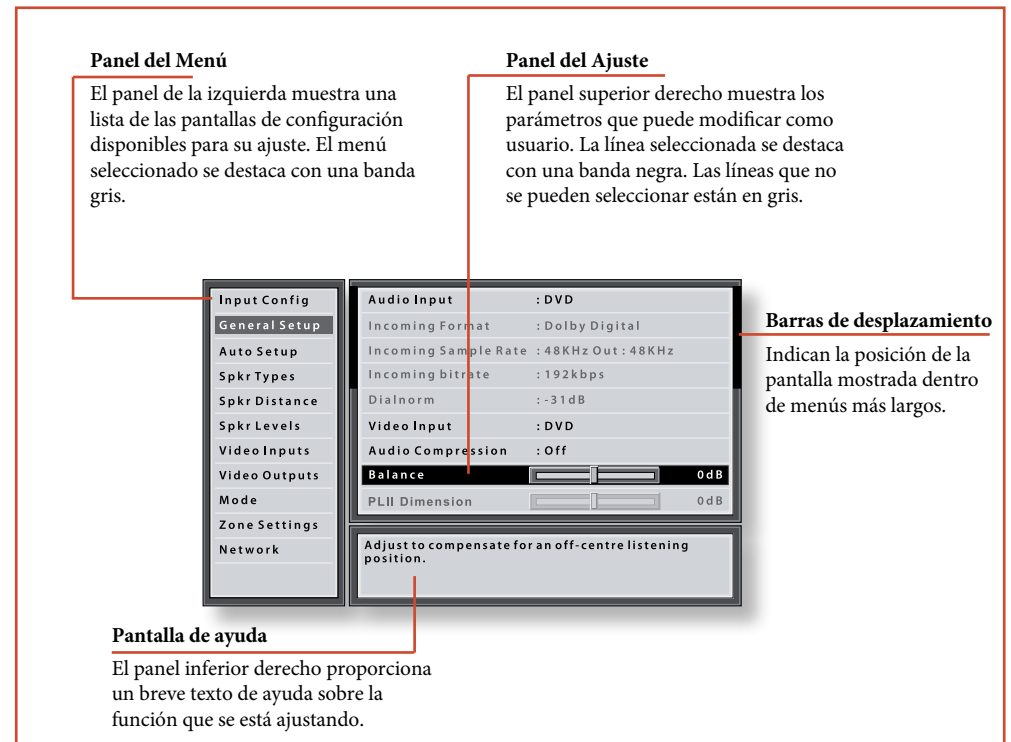 Panel del Menú
El panel de la izquierda muestra una
lista de las pantallas de configuración
disponibles para su ajuste. El menú
seleccionado se destaca con una banda
gris.
Panel del Ajuste
El panel superior derecho muestra los
parámetros que puede modificar como
usuario. La línea seleccionada se destaca
con una banda negra. Las líneas que no
se pueden seleccionar están en gris.
Input Config
General Setup
Auto Setup
Spkr Types
Spkr Distance
Spkr Levels
Video Inputs
Video Outputs
Mode
Zone Settings
Network
Audio Input : DVD
Incoming Format : Dolby Digital
Incoming Sample Rate : 48KHz Out : 48KHz
Incoming bitrate : 192kbps
Dialnorm : -31dB
Video Input : DVD
Audio Compression : Off
Balance 0dB
PLII Dimension 0dB
Adjust to compensate for an off-centre listening
position.
Barras de desplazamiento
Indican la posición de la
pantalla mostrada dentro
de menús más largos.
Pantalla de ayuda
El panel inferior derecho proporciona
un breve texto de ayuda sobre la
función que se está ajustando.